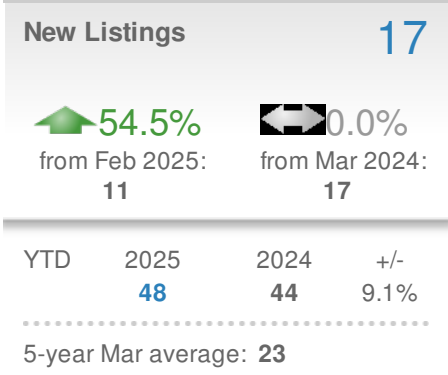 New Listings 17
54.5% 0.0%
from Feb 2025: from Mar 2024:
11 17
YTD 2025 2024 +/-
48 44 9.1%
5-year Mar average: 23